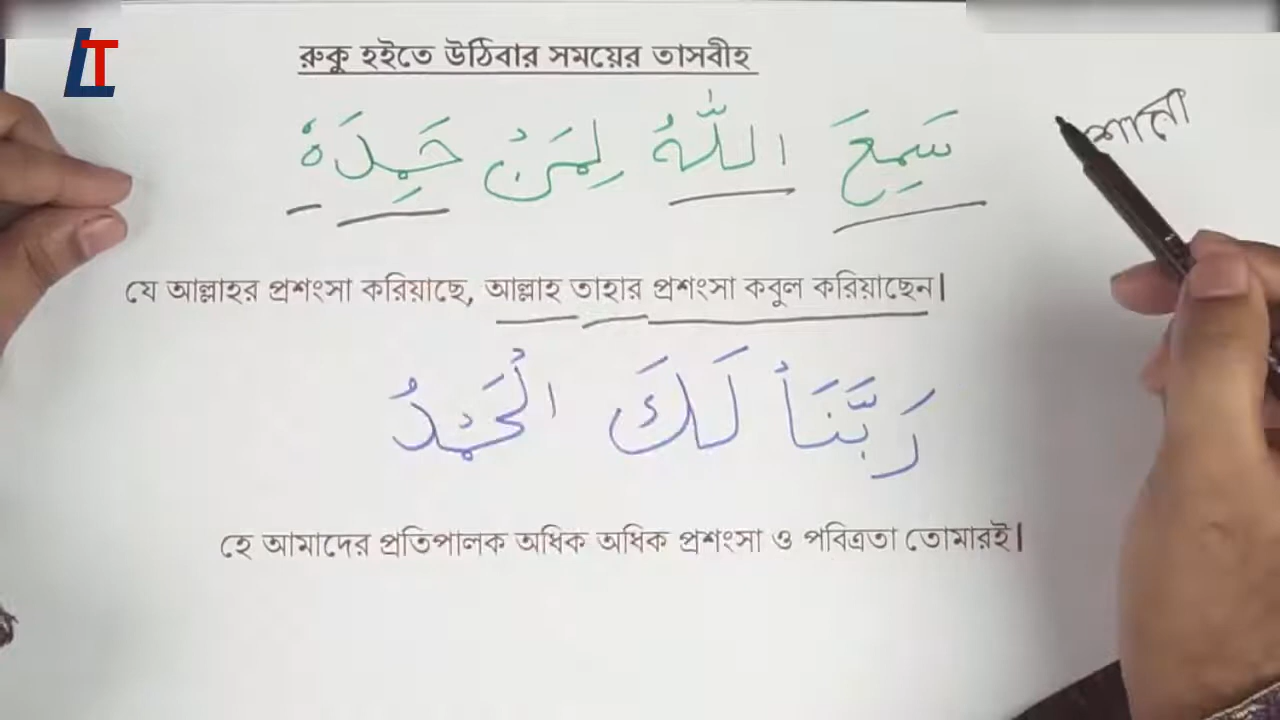 LT
রুকু হইতে উঠিবার সময়ের তাসবীহ
سَمِعَ اللّٰهُ لِمَنْ حَمِدَهٗ
যে আল্লাহর প্রশংসা করিয়াছে, আল্লাহ তাহার প্রশংসা কবুল করিয়াছেন।
رَبَّنَاْ لَكَ الْحَمْدُ
হে আমাদের প্রতিপালক অধিক অধিক প্রশংসা ও পবিত্রতা তোমারই।